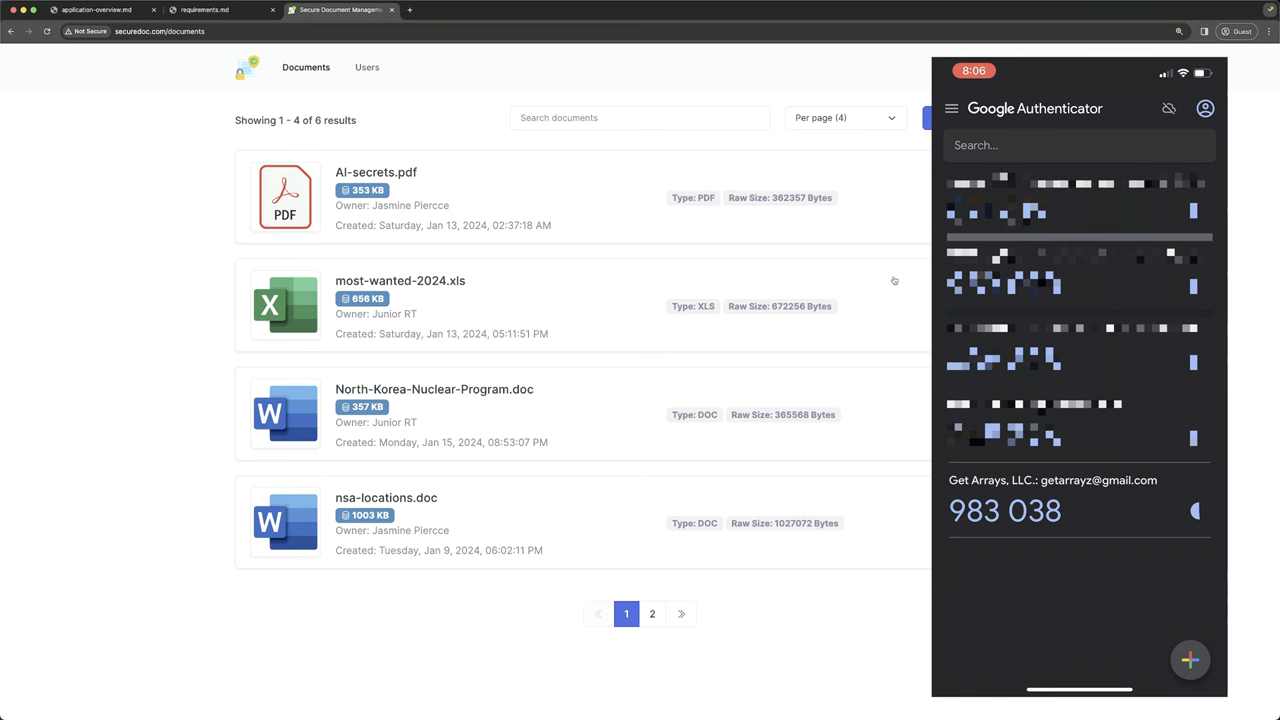 application-overview.md
requirements.md
Secure Document Managem
Not Secure
securedoc.com/documents
Guest
Documents
Users
Showing 1 - 4 of 6 results
Search documents
Per page (4)
PDF
AI-secrets.pdf
353 KB
Owner: Jasmine Piercce
Created: Saturday, Jan 13, 2024, 02:37:18 AM
Type: PDF
Raw Size: 362357 Bytes
X
most-wanted-2024.xls
656 KB
Owner: Junior RT
Created: Saturday, Jan 13, 2024, 05:11:51 PM
Type: XLS
Raw Size: 672256 Bytes
W
North-Korea-Nuclear-Program.doc
357 KB
Owner: Junior RT
Created: Monday, Jan 15, 2024, 08:53:07 PM
Type: DOC
Raw Size: 365568 Bytes
W
nsa-locations.doc
1003 KB
Owner: Jasmine Piercce
Created: Tuesday, Jan 9, 2024, 06:02:11 PM
Type: DOC
Raw Size: 1027072 Bytes
«
1
2
»
8:06
Google Authenticator
Search...
Get Arrays, LLC.: getarrayz@gmail.com
983 038